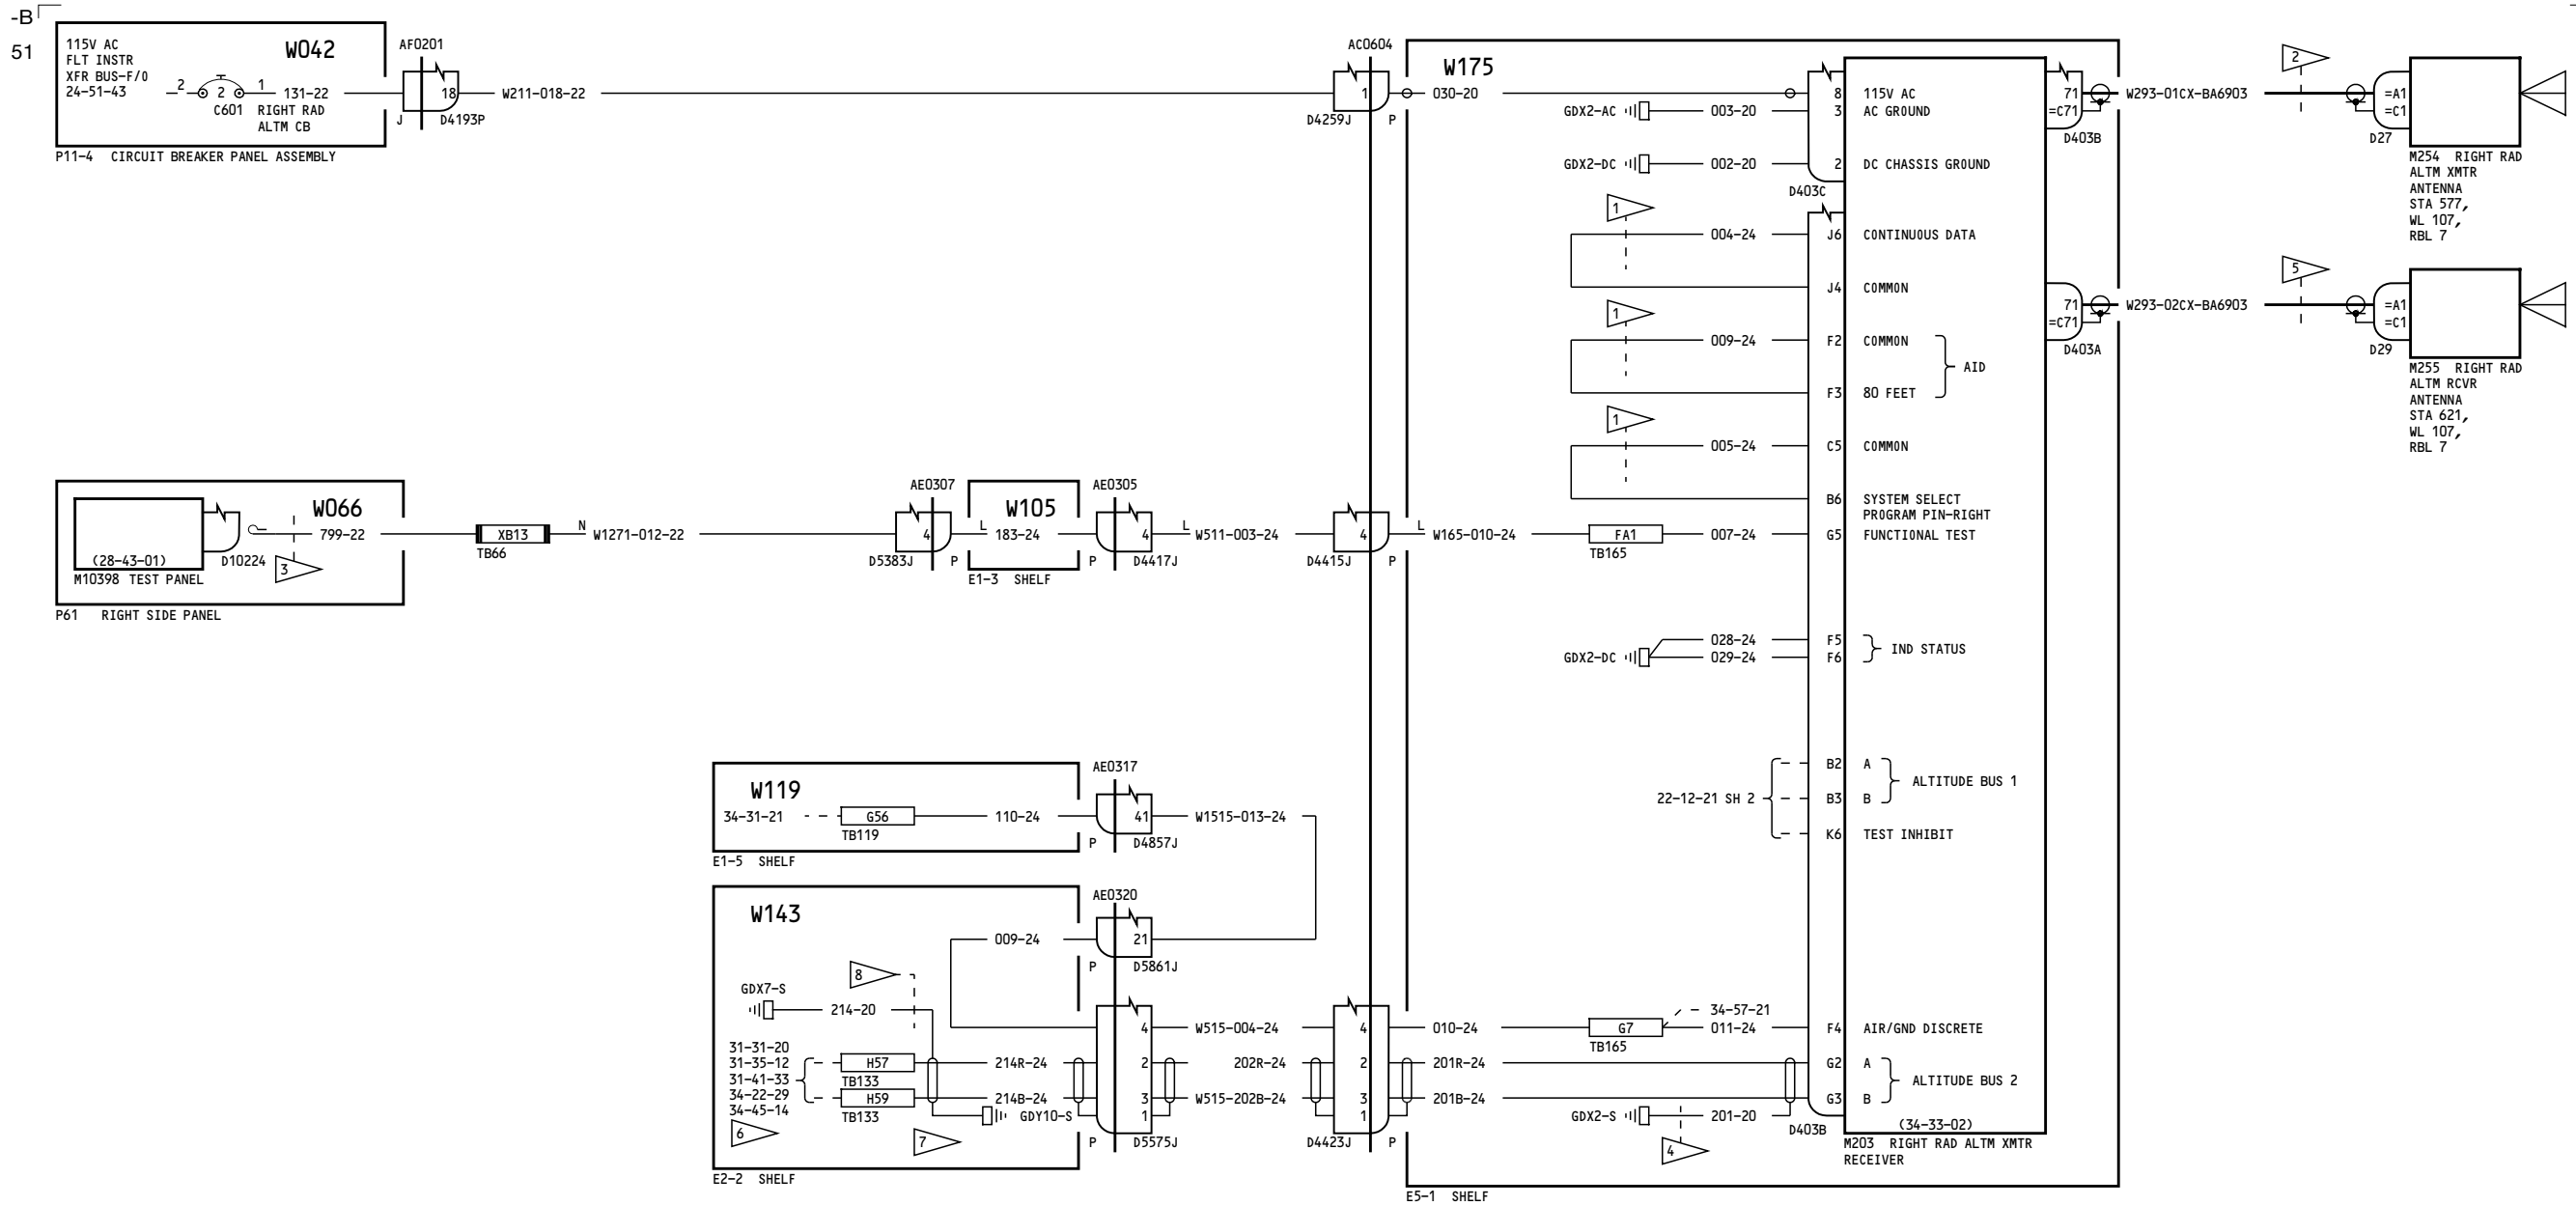 -B
51
115V AC
FLT INSTR
XFR BUS-F/O
24-51-43
W042
2
2
1
C601
131-22
RIGHT RAD
ALTM CB
P11-4 CIRCUIT BREAKER PANEL ASSEMBLY
AF0201
18
J
D4193P
W211-018-22
AC0604
1
D4259J
P
W175
030-20
GDX2-AC
003-20
GDX2-DC
002-20
8
3
2
115V AC
AC GROUND
DC CHASSIS GROUND
D403C
71
=C71
D403B
W293-01CX-BA6903
2
=A1
=C1
D27
M254 RIGHT RAD
ALTM XMTR
ANTENNA
STA 577,
WL 107,
RBL 7
1
004-24
J6
CONTINUOUS DATA
J4
COMMON
1
009-24
F2
COMMON
AID
F3
80 FEET
1
005-24
C5
COMMON
B6
SYSTEM SELECT
PROGRAM PIN-RIGHT
71
=C71
D403A
W293-02CX-BA6903
5
=A1
=C1
D29
M255 RIGHT RAD
ALTM RCVR
ANTENNA
STA 621,
WL 107,
RBL 7
W066
799-22
(28-43-01)
D10224
3
M10398 TEST PANEL
P61 RIGHT SIDE PANEL
XB13
TB66
N
W1271-012-22
AE0307
4
D5383J
P
W105
L
183-24
E1-3 SHELF
AE0305
4
P
D4417J
L
W511-003-24
4
D4415J
P
L
W165-010-24
FA1
TB165
007-24
G5
FUNCTIONAL TEST
GDX2-DC
028-24
029-24
F5
F6
IND STATUS
22-12-21 SH 2
B2
A
B3
B
ALTITUDE BUS 1
K6
TEST INHIBIT
W119
34-31-21
G56
TB119
110-24
E1-5 SHELF
AE0317
41
P
D4857J
W1515-013-24
W143
009-24
AE0320
21
P
D5861J
8
GDX7-S
214-20
31-31-20
31-35-12
31-41-33
34-22-29
34-45-14
6
H57
TB133
H59
TB133
214R-24
214B-24
GDY10-S
7
E2-2 SHELF
4
2
3
1
P
D5575J
W515-004-24
202R-24
W515-202B-24
4
2
3
1
D4423J
P
010-24
201R-24
201B-24
G7
TB165
34-57-21
011-24
F4
AIR/GND DISCRETE
G2
A
G3
B
ALTITUDE BUS 2
GDX2-S
201-20
4
D403B
(34-33-02)
M203 RIGHT RAD ALTM XMTR
RECEIVER
E5-1 SHELF